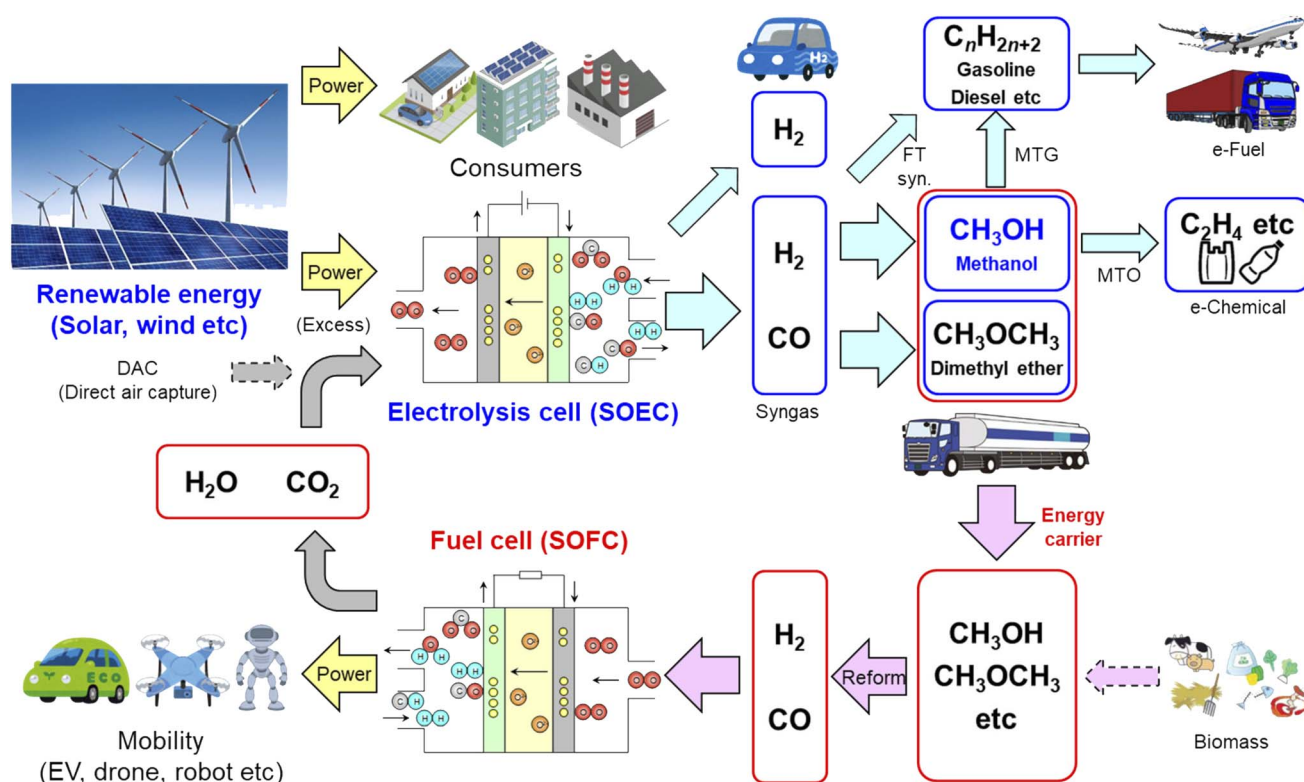 Power
Consumers
Renewable energy
(Solar, wind etc)
Power
(Excess)
DAC
(Direct air capture)
Electrolysis cell (SOEC)
H₂
H₂
H₂
CO
Syngas
FT
syn.
CₙH₂ₙ₊₂
Gasoline
Diesel etc
e-Fuel
MTG
CH₃OH
Methanol
MTO
C₂H₄ etc
e-Chemical
CH₃OCH₃
Dimethyl ether
H₂O CO₂
Fuel cell (SOFC)
Energy
carrier
CH₃OH
CH₃OCH₃
etc
Biomass
Reform
H₂
CO
Power
ECO
Mobility
(EV, drone, robot etc)